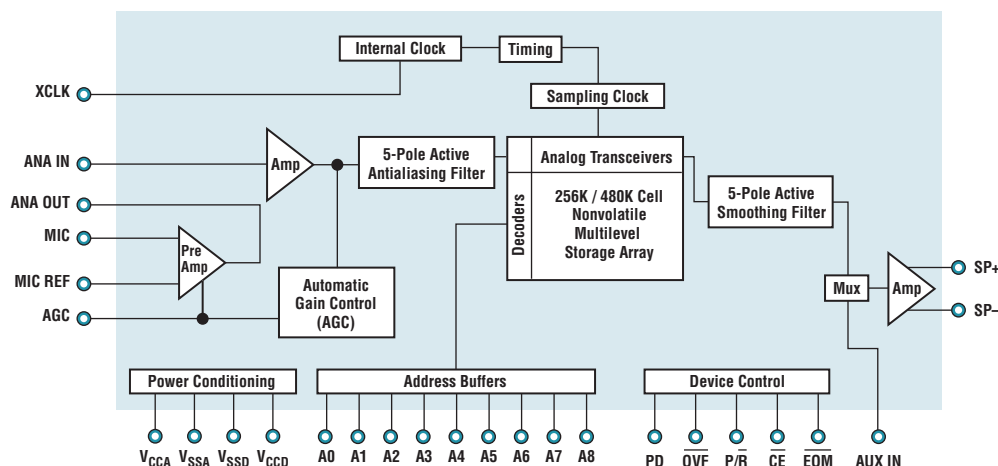 Internal Clock
Timing
XCLK
Sampling Clock
ANA IN
Amp
5-Pole Active
Antialiasing Filter
Decoders
Analog Transceivers
256K / 480K Cell
Nonvolatile
Multilevel
Storage Array
5-Pole Active
Smoothing Filter
ANA OUT
MIC
Pre
Amp
MIC REF
AGC
Automatic
Gain Control
(AGC)
Mux
Amp
SP+
SP–
Power Conditioning
Address Buffers
Device Control
VCCA
VSSA
VSSD
VCCD
A0
A1
A2
A3
A4
A5
A6
A7
A8
PD
O̅V̅F̅
P/R̅
C̅E̅
E̅O̅M̅
AUX IN